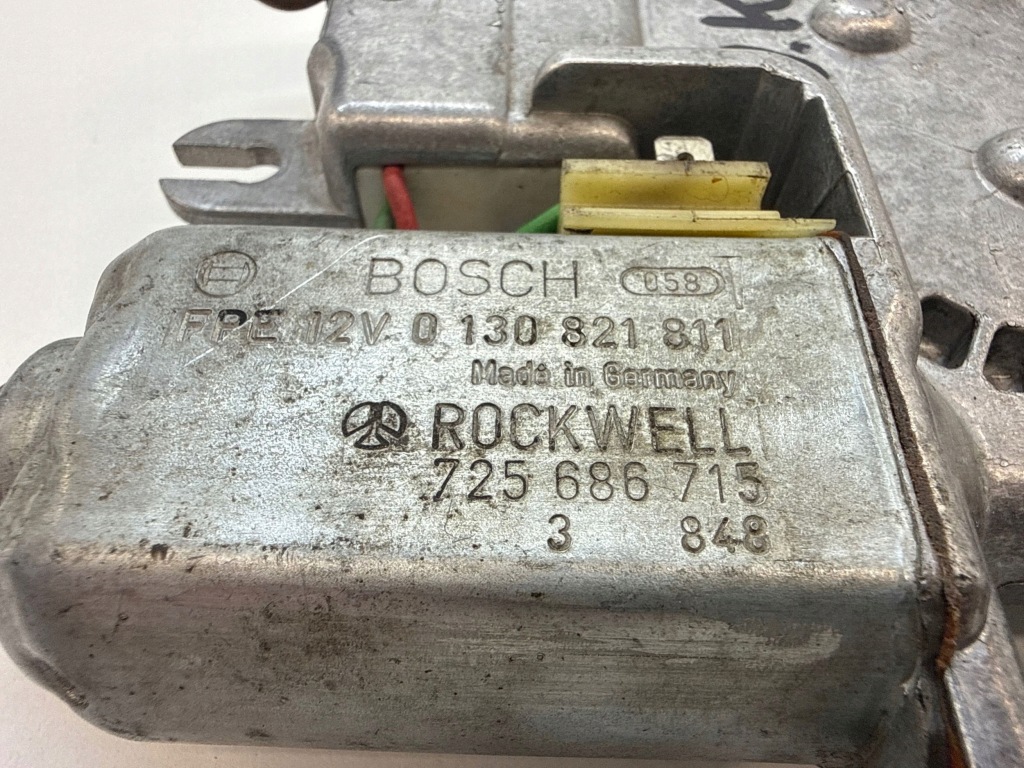 K
BOSCH 058
FPE 12V 0 130 821 811
Made in Germany
ROCKWELL
725 686 715
3 848